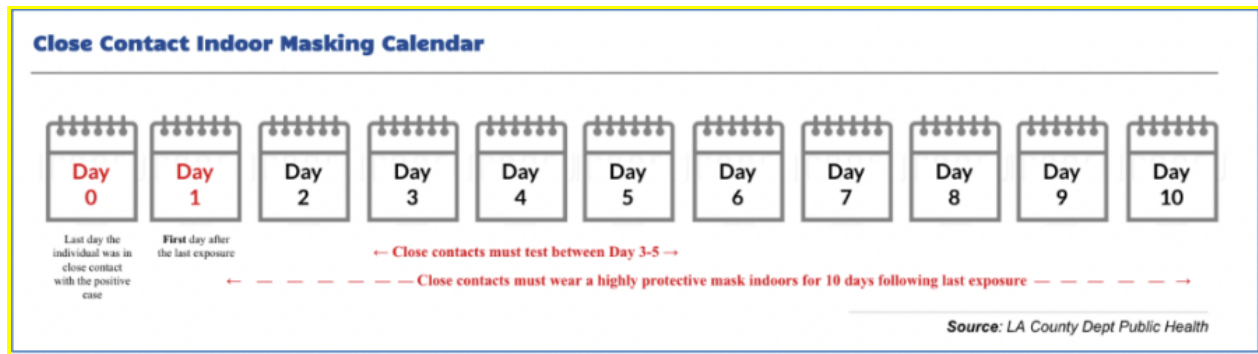 Close Contact Indoor Masking Calendar
Day Day Day Day Day Day Day Day Day Day Day
0 1 2 3 4 5 6 7 8 9 10
Last day the
individual was in
close contact
with the positive
case
First day after
the last exposure
← Close contacts must test between Day 3-5 →
← — — — — — — Close contacts must wear a highly protective mask indoors for 10 days following last exposure — — — — — →
Source: LA County Dept Public Health